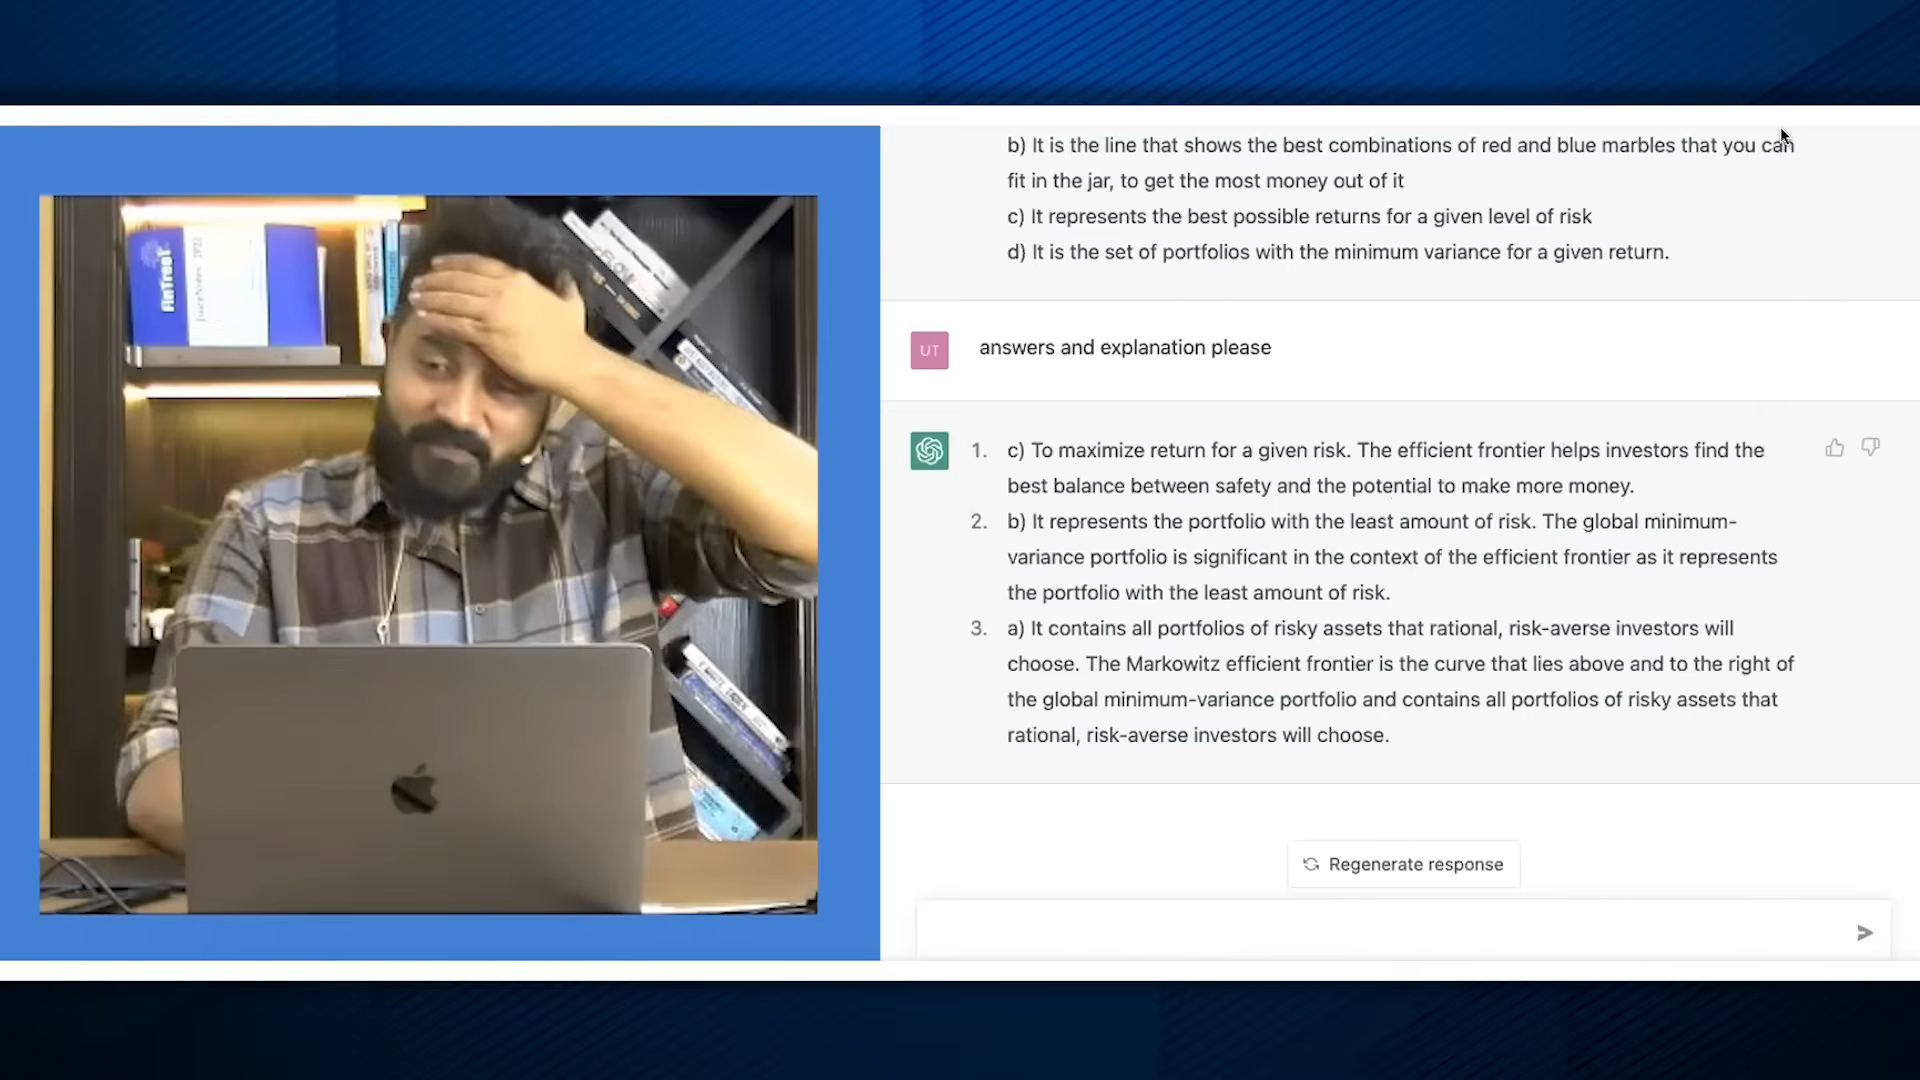 b) It is the line that shows the best combinations of red and blue marbles that you can
fit in the jar, to get the most money out of it
c) It represents the best possible returns for a given level of risk
d) It is the set of portfolios with the minimum variance for a given return.
UT
answers and explanation please
1. c) To maximize return for a given risk. The efficient frontier helps investors find the
best balance between safety and the potential to make more money.
2. b) It represents the portfolio with the least amount of risk. The global minimum-
variance portfolio is significant in the context of the efficient frontier as it represents
the portfolio with the least amount of risk.
3. a) It contains all portfolios of risky assets that rational, risk-averse investors will
choose. The Markowitz efficient frontier is the curve that lies above and to the right of
the global minimum-variance portfolio and contains all portfolios of risky assets that
rational, risk-averse investors will choose.
Regenerate response
FinTree
JuiceNotes 2022
FLOW